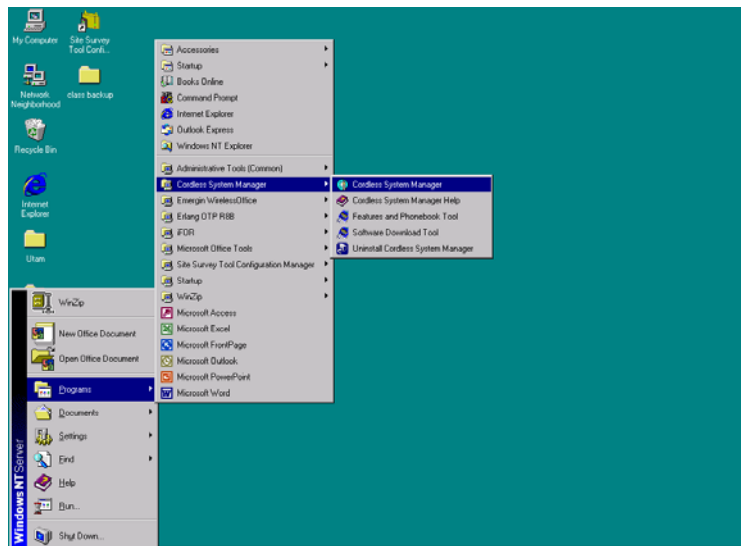 My Computer
Site Survey
Tool Confi...
Network
Neighborhood
class backup
Recycle Bin
Internet
Explorer
Utam
Accessories
Startup
Books Online
Command Prompt
Internet Explorer
Outlook Express
Windows NT Explorer
Administrative Tools (Common)
Cordless System Manager
Emergin WirelessOffice
Erlang OTP R8B
iFOR
Microsoft Office Tools
Site Survey Tool Configuration Manager
Startup
WinZip
Microsoft Access
Microsoft Excel
Microsoft FrontPage
Microsoft Outlook
Microsoft PowerPoint
Microsoft Word
Cordless System Manager
Cordless System Manager Help
Features and Phonebook Tool
Software Download Tool
Uninstall Cordless System Manager
WinZip
New Office Document
Open Office Document
Programs
Documents
Settings
Find
Help
Run...
Shut Down...
Windows NT Server